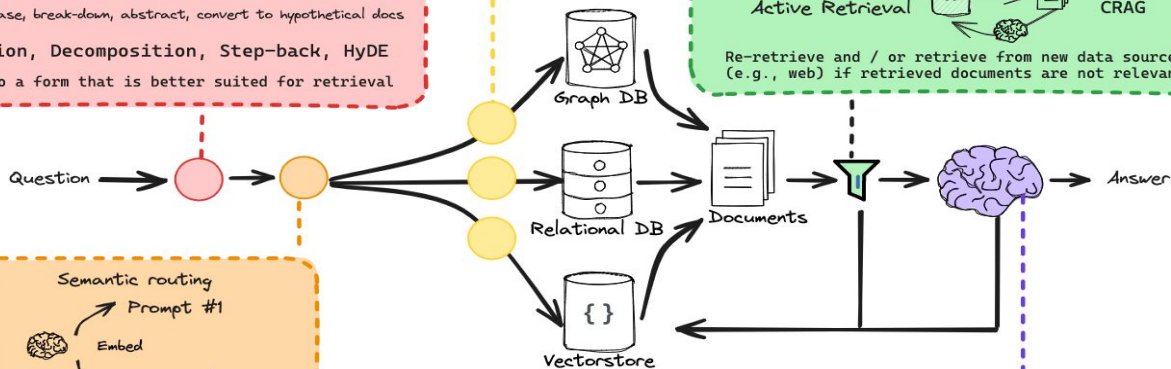 ase, break-down, abstract, convert to hypothetical docs
ion, Decomposition, Step-back, HyDE
o a form that is better suited for retrieval
Active Retrieval
CRAG
Re-retrieve and / or retrieve from new data source
(e.g., web) if retrieved documents are not relevan
Graph DB
Question
Relational DB
Documents
Answer
{}
Vectorstore
Semantic routing
Prompt #1
Embed